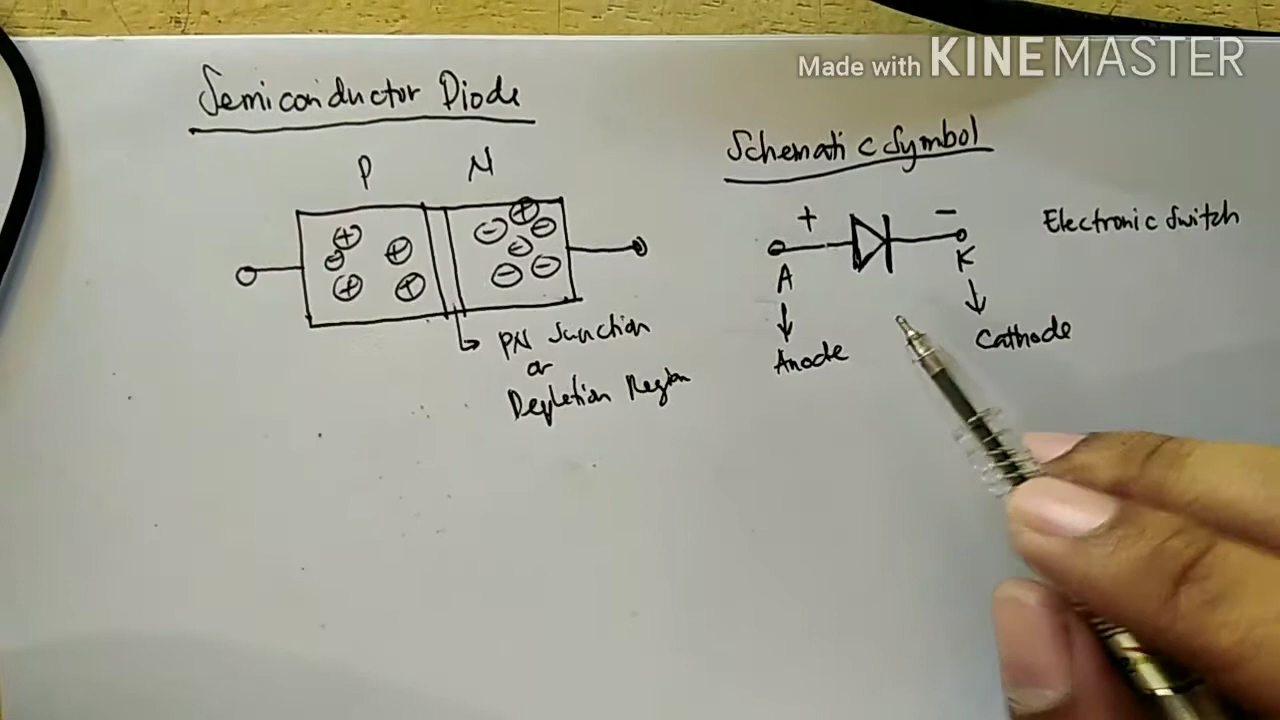 Made with KINEMASTER
Semiconductor Diode
P N
+ - + + +
- + - - - -
PN Junction
or
Depletion Region
Schematic Symbol
+ -
A K
Anode
Cathode
Electronic Switch